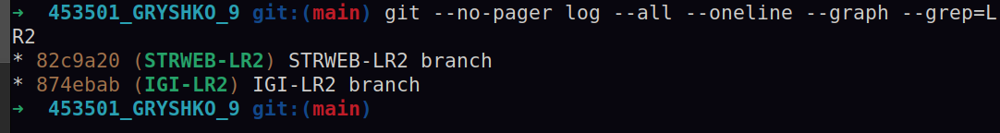 ➜  453501_GRYSHKO_9 git:(main) git --no-pager log --all --oneline --graph --grep=L
R2
* 82c9a20 (STRWEB-LR2) STRWEB-LR2 branch
* 874ebab (IGI-LR2) IGI-LR2 branch
➜  453501_GRYSHKO_9 git:(main)